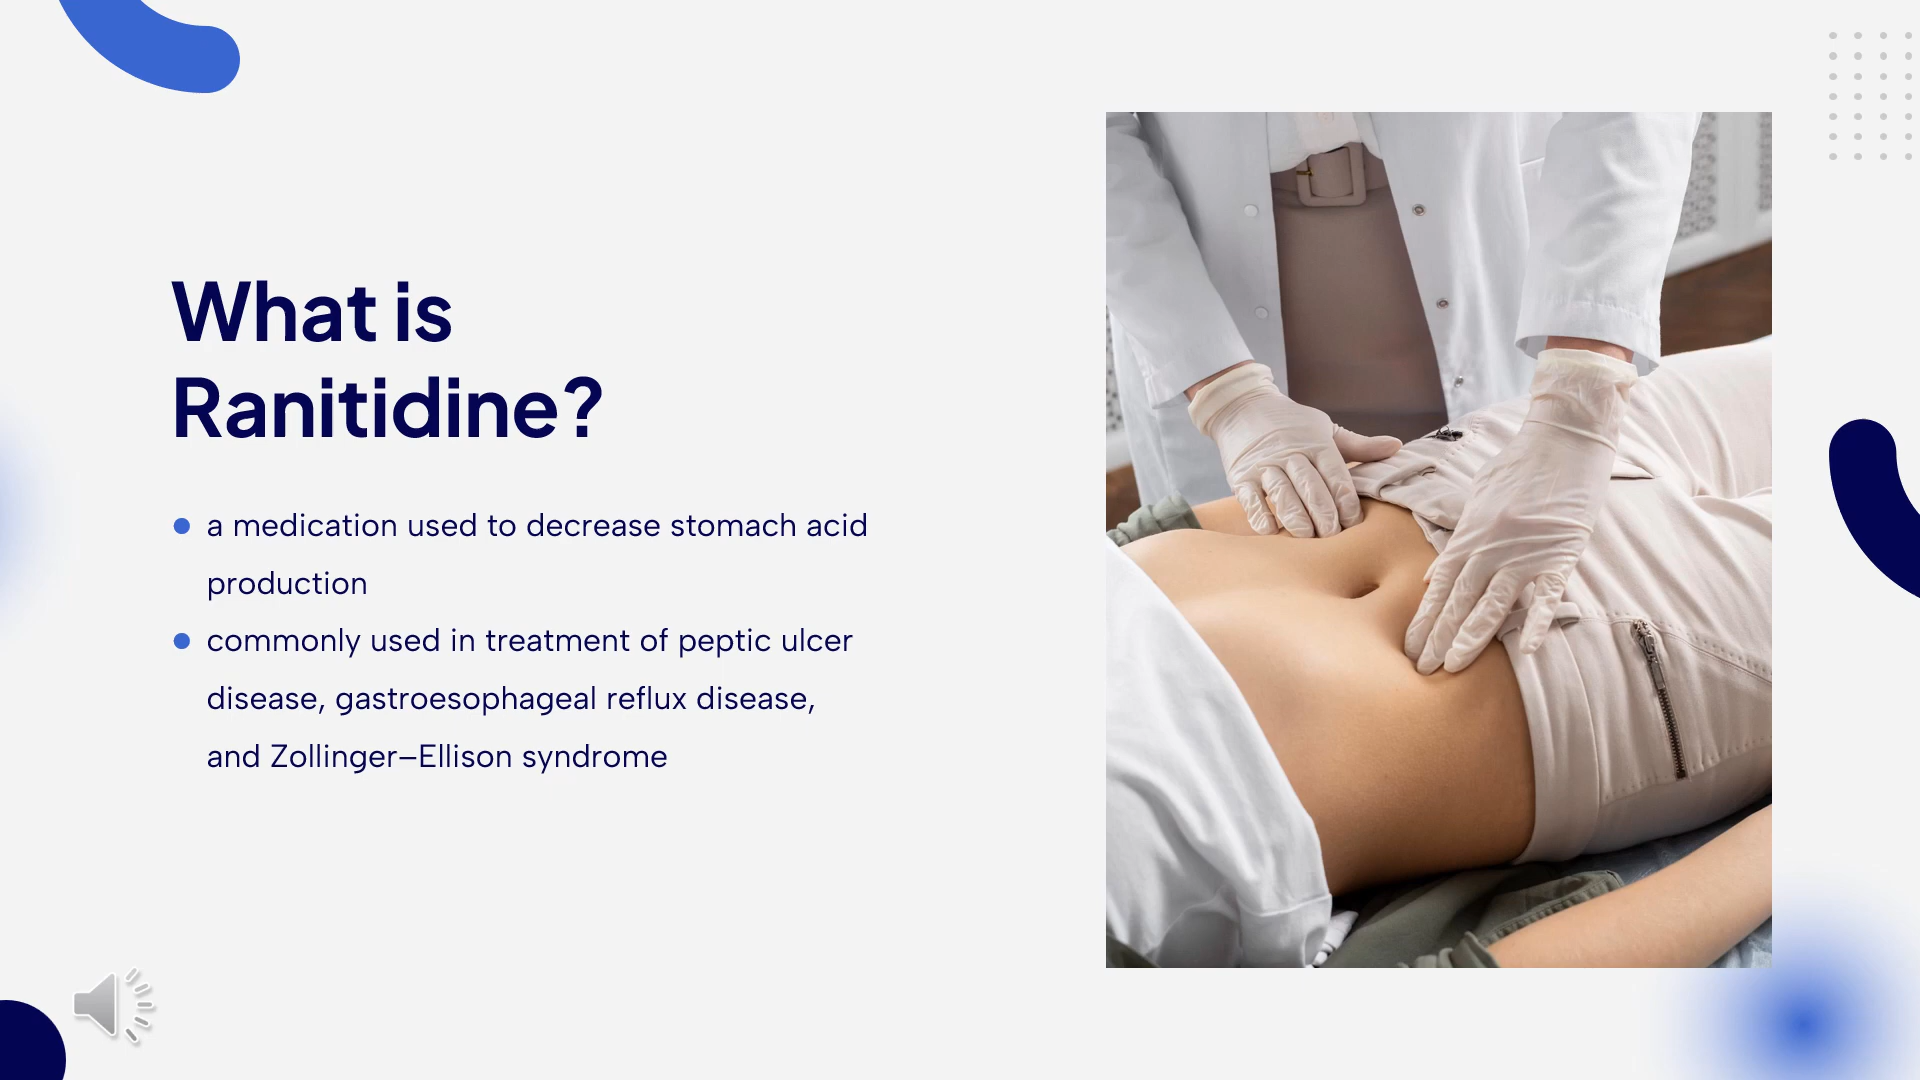 What is
Ranitidine?
a medication used to decrease stomach acid
production
commonly used in treatment of peptic ulcer
disease, gastroesophageal reflux disease,
and Zollinger–Ellison syndrome